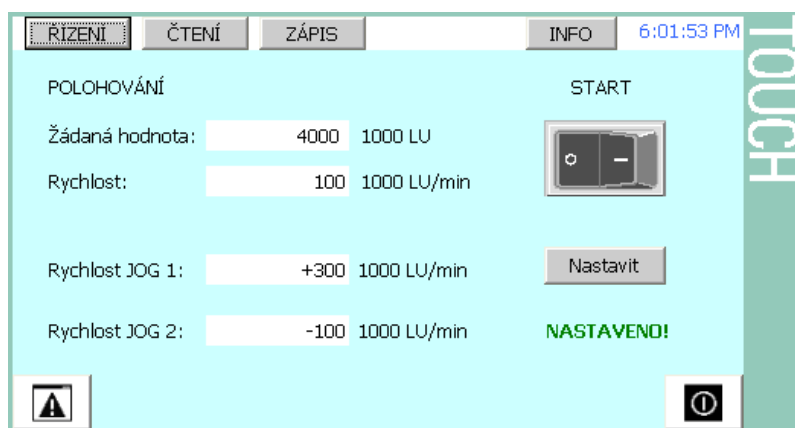 ŘÍZENÍ ČTENÍ ZÁPIS INFO 6:01:53 PM
TOUCH
POLOHOVÁNÍ START
Žádaná hodnota: 4000 1000 LU
Rychlost: 100 1000 LU/min
Rychlost JOG 1: +300 1000 LU/min Nastavit
Rychlost JOG 2: -100 1000 LU/min NASTAVENO!